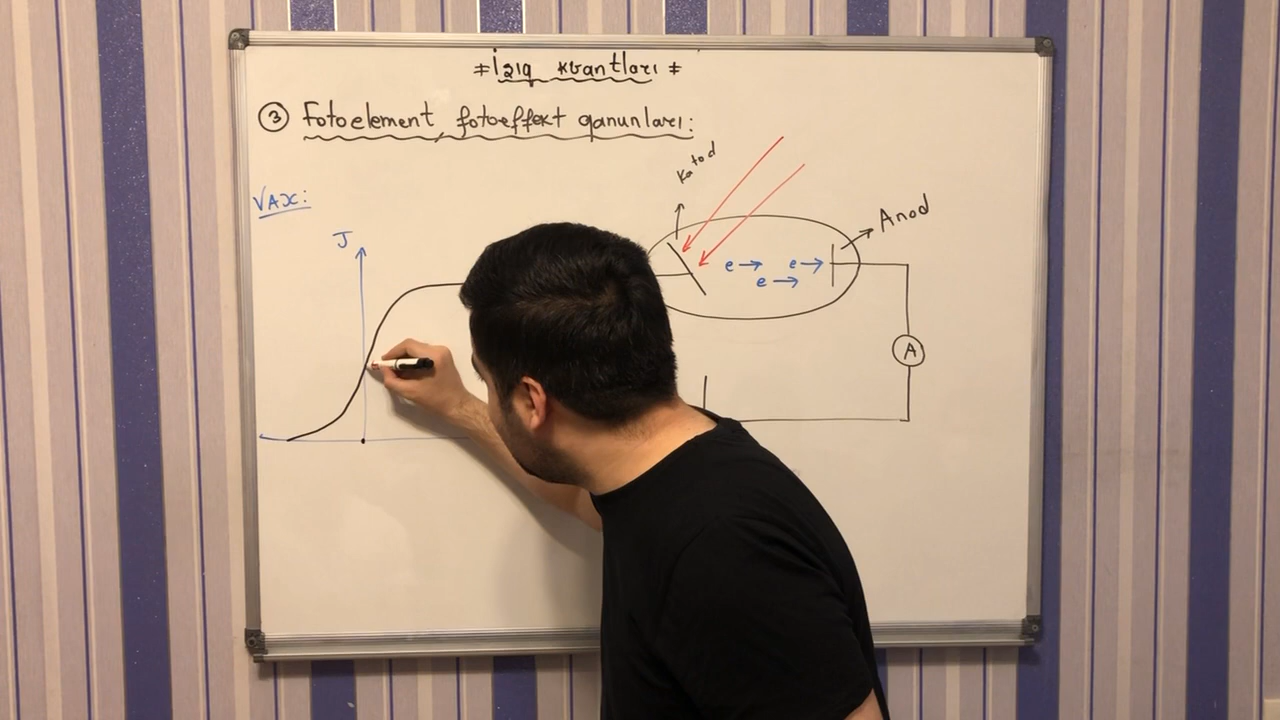 ≠ İşıq kvantları ≠
③ Fotoelement, fotoeffekt qanunları:
Katod
VAX:
Anod
J
e → e →
e →
A